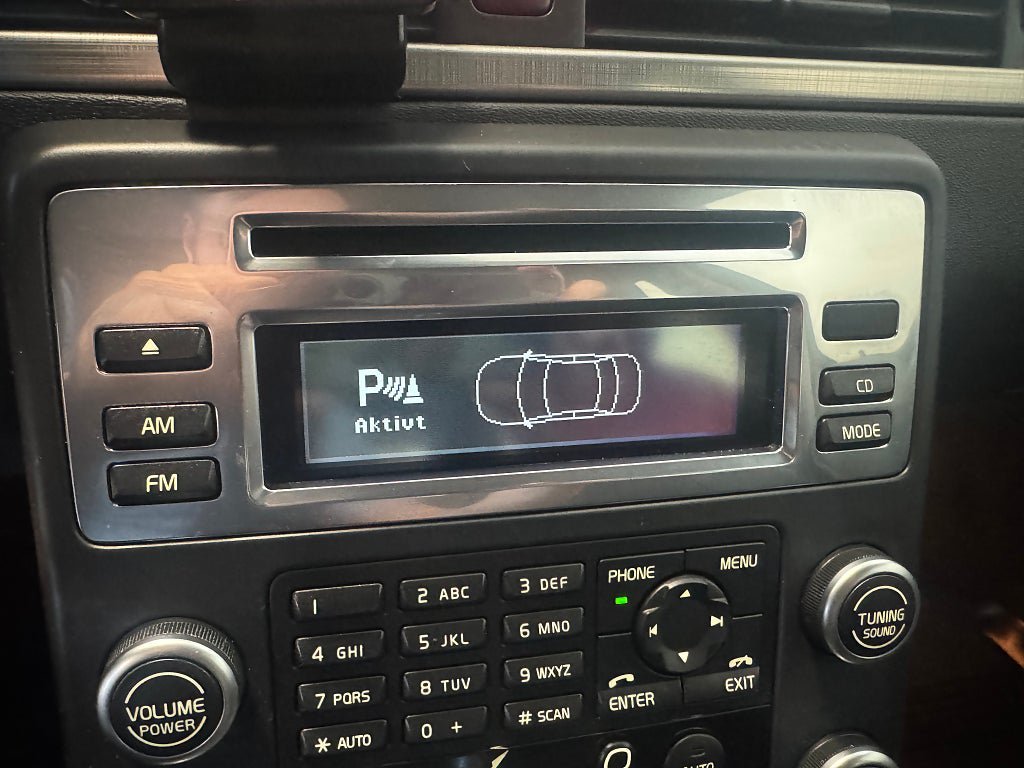 P
Aktivt
AM
FM
CD
MODE
1
2 ABC
3 DEF
4 GHI
5 JKL
6 MNO
7 PQRS
8 TUV
9 WXYZ
* AUTO
0 +
# SCAN
PHONE
MENU
ENTER
EXIT
VOLUME
POWER
TUNING
SOUND
AUTO